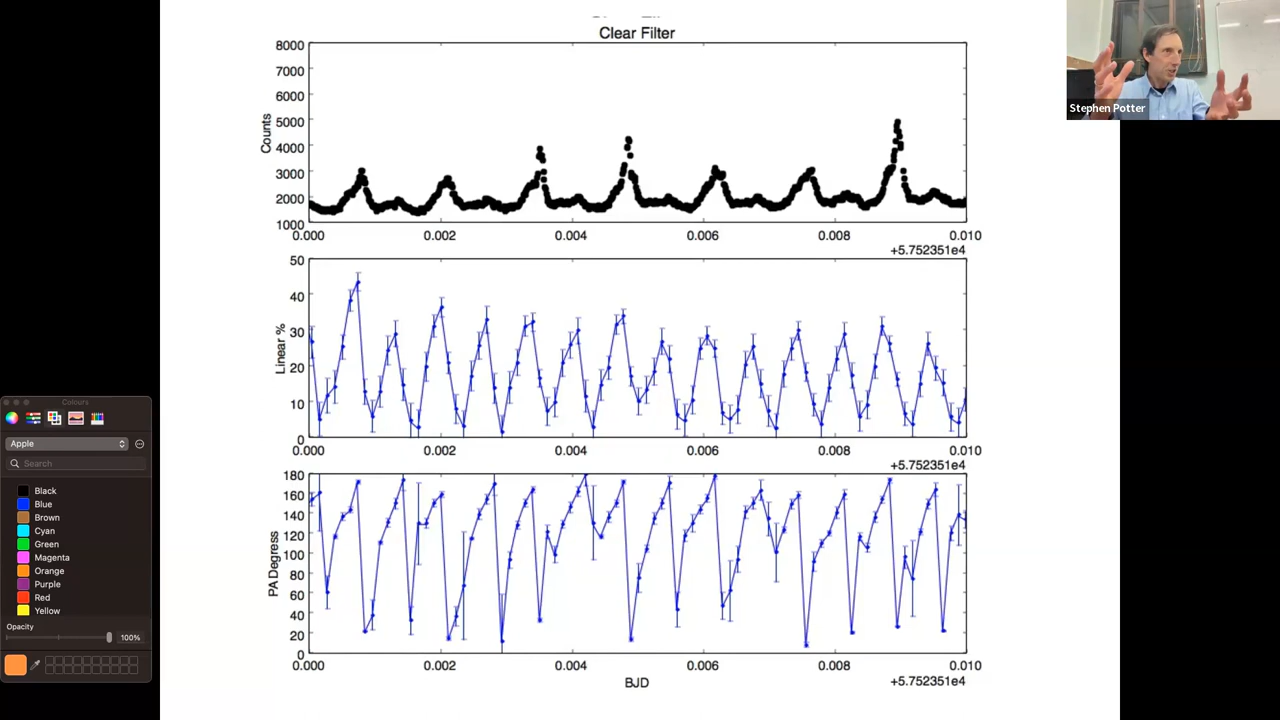 Clear Filter
8000
7000
6000
5000
4000
3000
2000
1000
Counts
0.000 0.002 0.004 0.006 0.008 0.010
+5.752351e4
50
40
30
20
10
0
Linear %
0.000 0.002 0.004 0.006 0.008 0.010
+5.752351e4
180
160
140
120
100
80
60
40
20
0
PA Degrees
0.000 0.002 0.004 0.006 0.008 0.010
BJD
+5.752351e4
Stephen Potter
Colours
Apple
Search
Black
Blue
Brown
Cyan
Green
Magenta
Orange
Purple
Red
Yellow
Opacity
100%